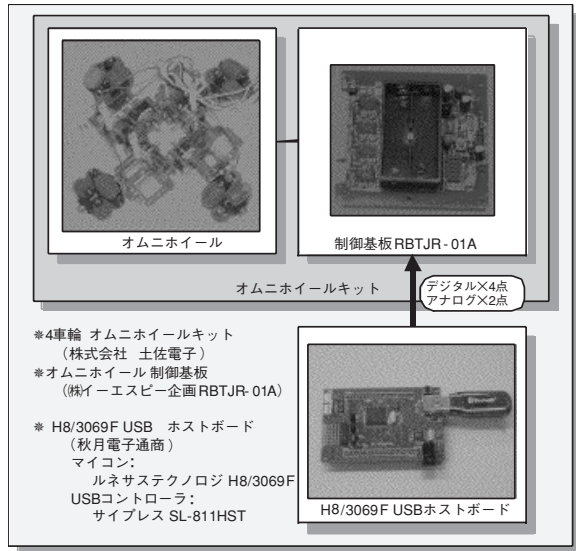 オムニホイール
制御基板RBTJR-01A
オムニホイールキット
デジタル×4点
アナログ×2点
※4車輪 オムニホイールキット
（株式会社 土佐電子）
※オムニホイール制御基板
（㈱イーエスピー企画RBTJR-01A）
※ H8/3069F USB ホストボード
（秋月電子通商）
マイコン：
ルネサステクノロジ H8/3069F
USBコントローラ：
サイプレス SL-811HST
H8/3069F USBホストボード